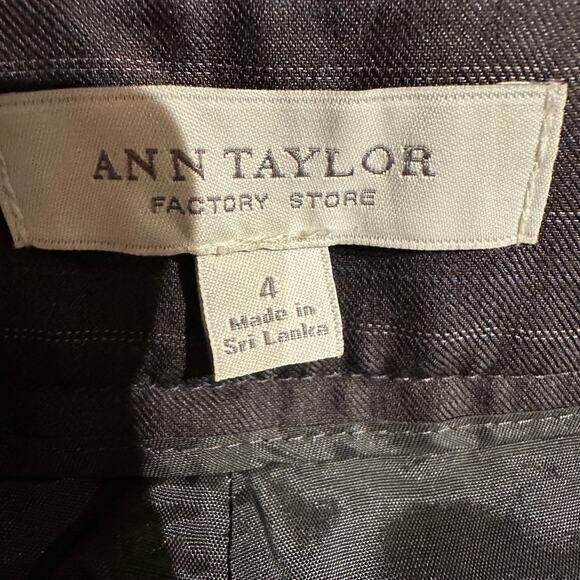 ANN TAYLOR
FACTORY STORE
4
Made in
Sri Lanka